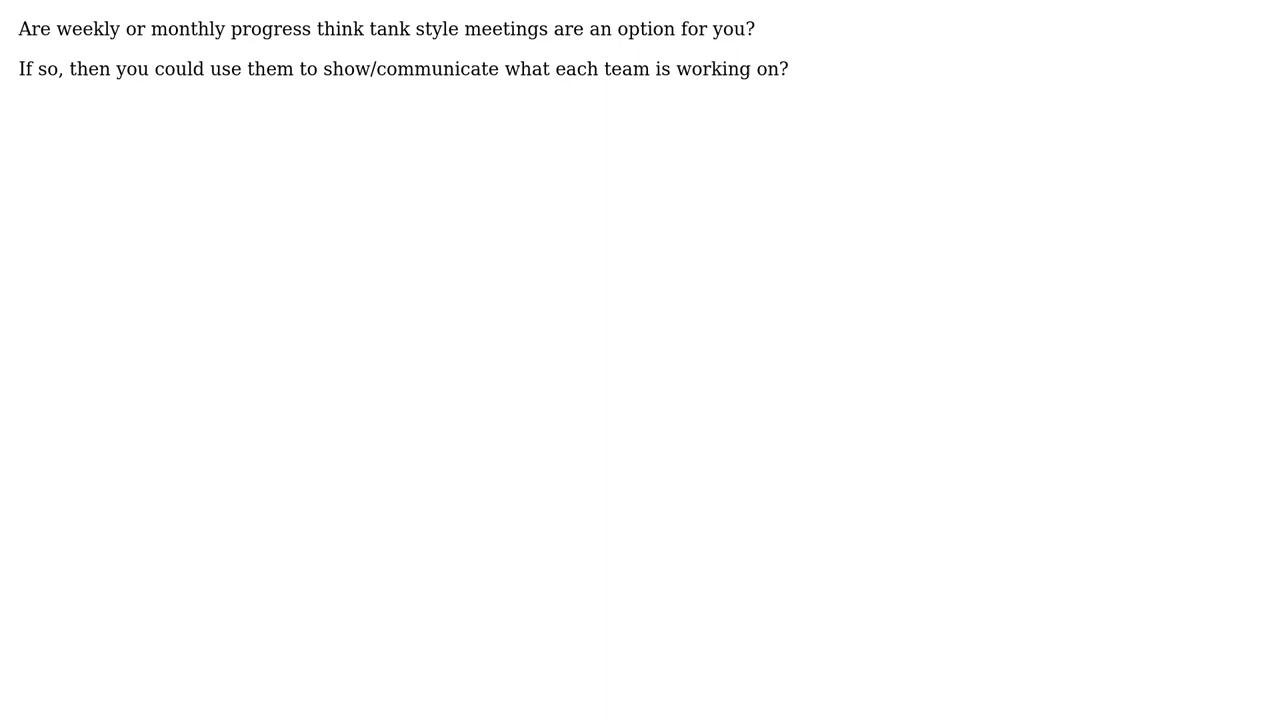 Are weekly or monthly progress think tank style meetings are an option for you?
If so, then you could use them to show/communicate what each team is working on?